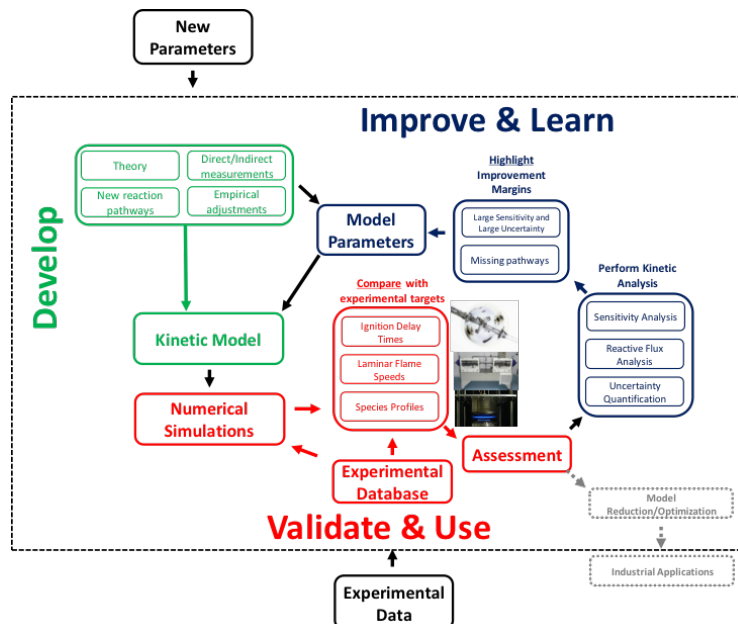 New
Parameters
Improve & Learn
Develop
Theory
Direct/Indirect
measurements
New reaction
pathways
Empirical
adjustments
Model
Parameters
Highlight
Improvement
Margins
Large Sensitivity and
Large Uncertainty
Missing pathways
Perform Kinetic
Analysis
Sensitivity Analysis
Reactive Flux
Analysis
Uncertainty
Quantification
Compare with
experimental targets
Ignition Delay
Times
Laminar Flame
Speeds
Species Profiles
Kinetic Model
Numerical
Simulations
Assessment
Experimental
Database
Validate & Use
Model
Reduction/Optimization
Industrial Applications
Experimental
Data